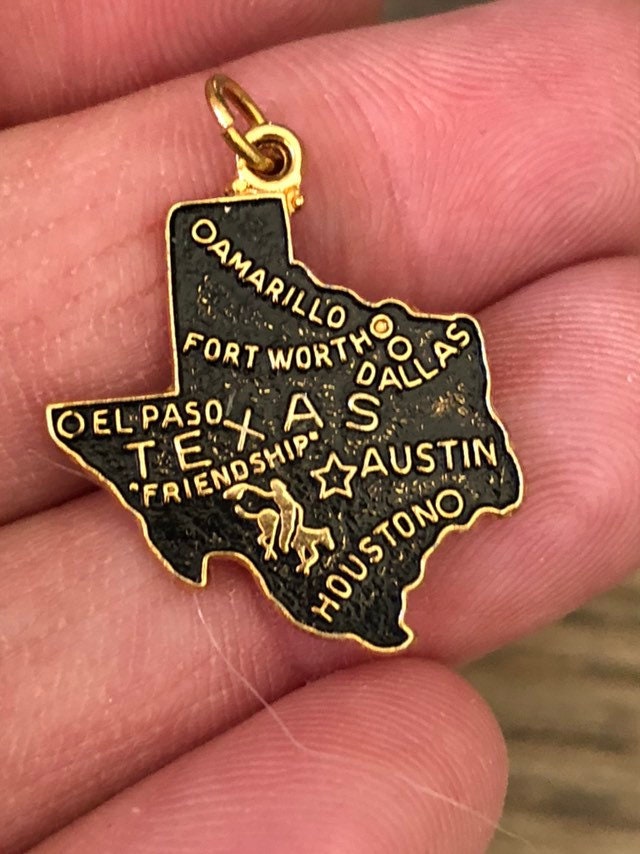 AMARILLO
FORT WORTH
DALLAS
EL PASO
TEXAS
"FRIENDSHIP"
AUSTIN
HOUSTON